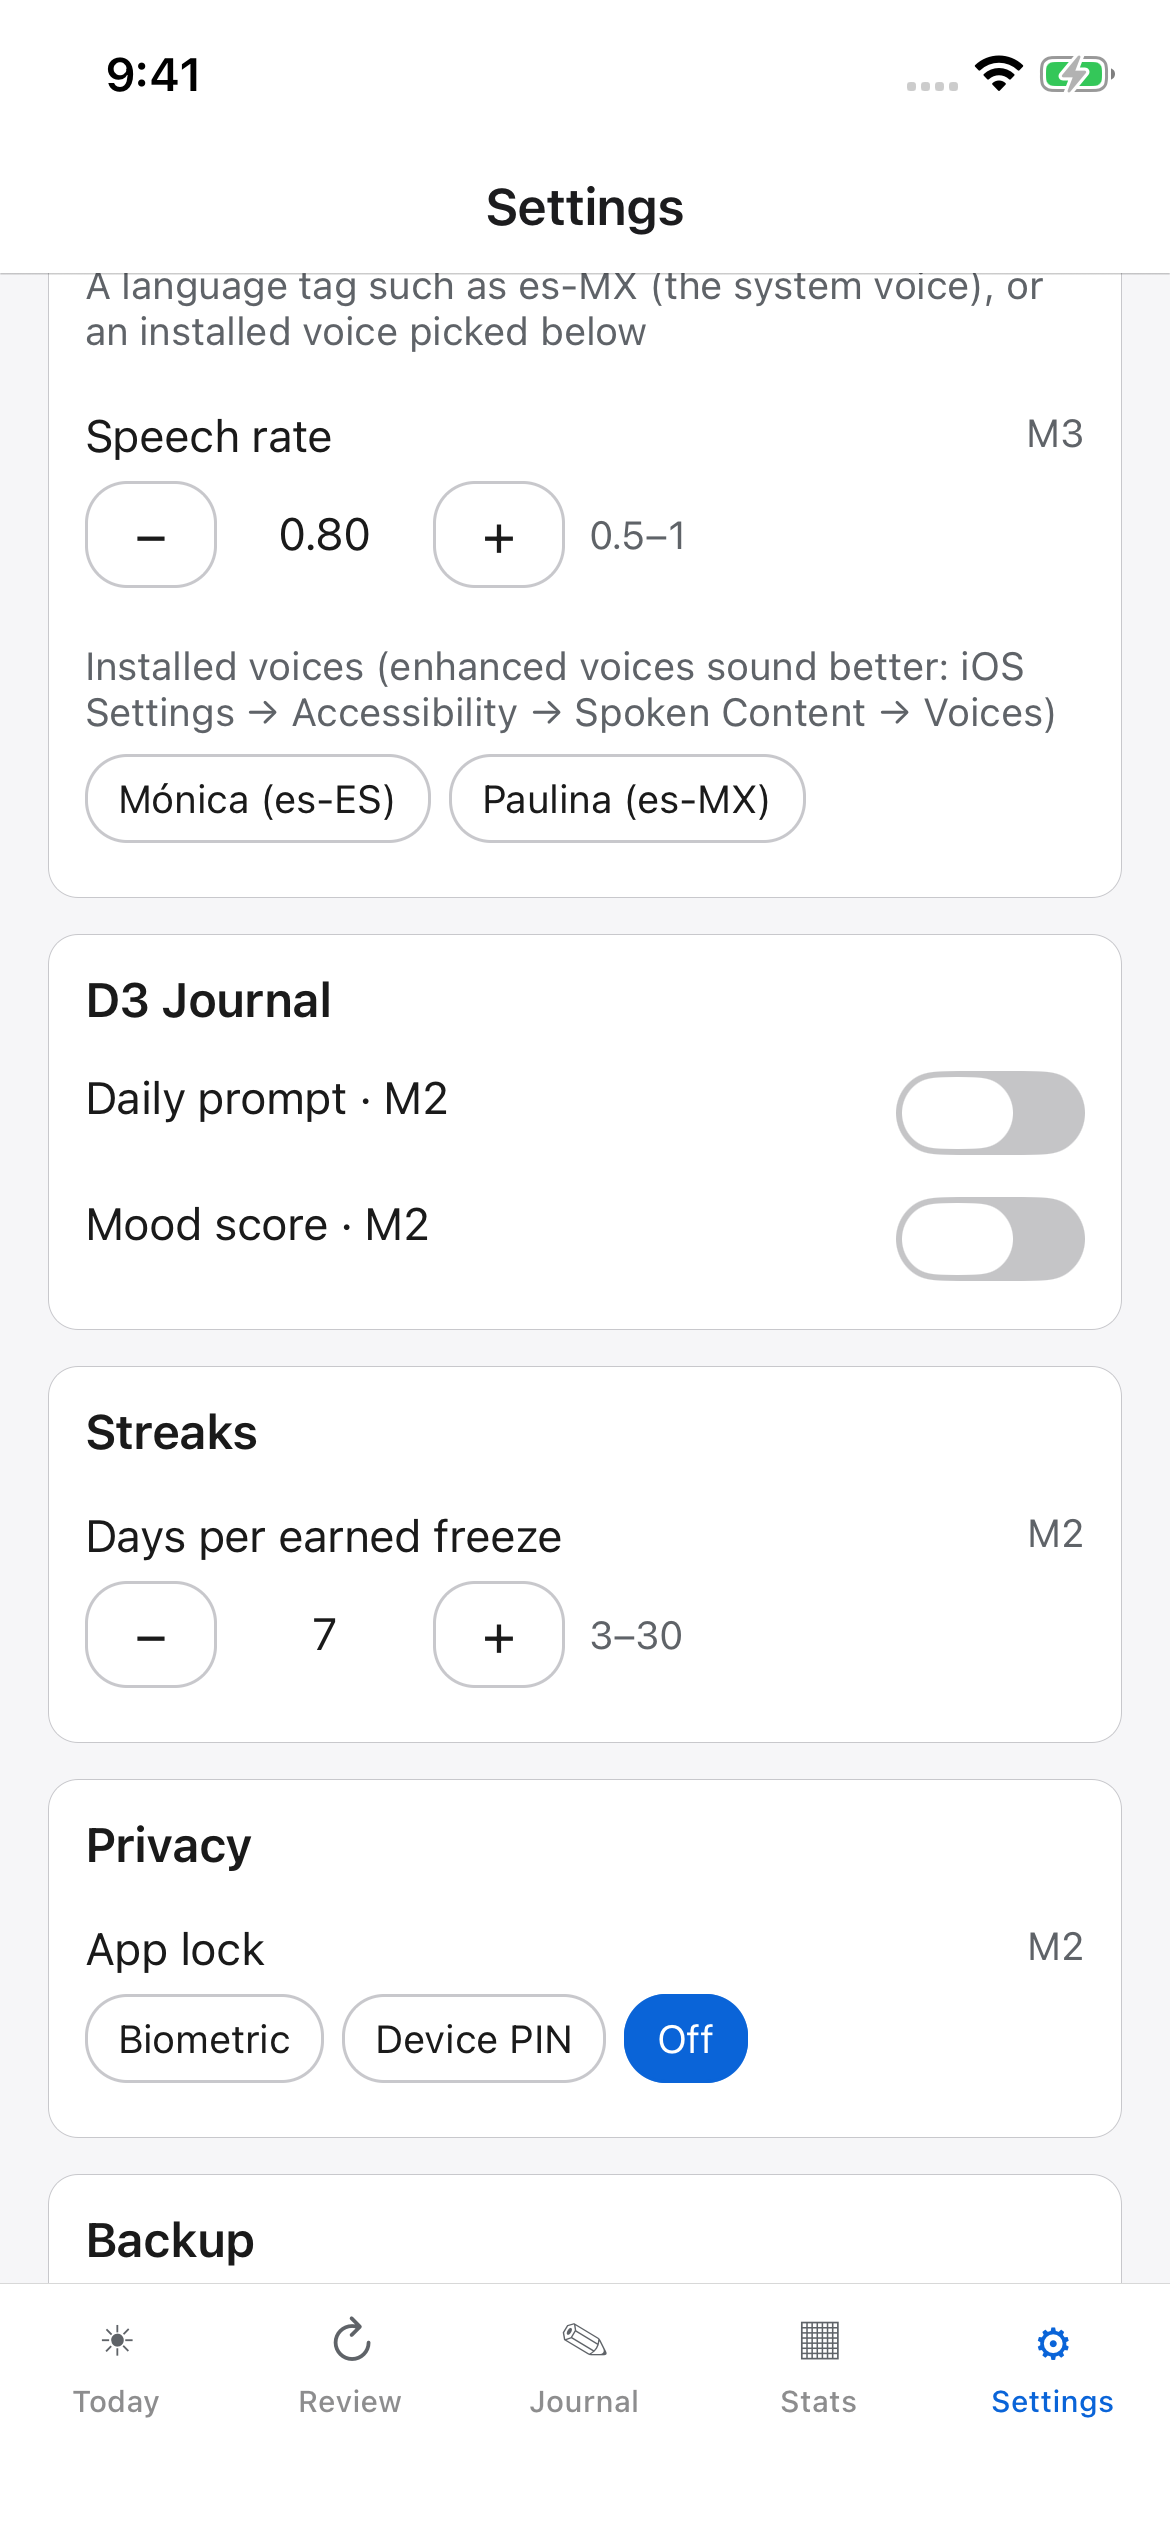 9:41
Settings
A language tag such as es-MX (the system voice), or
an installed voice picked below
Speech rate M3
− 0.80 + 0.5–1
Installed voices (enhanced voices sound better: iOS
Settings → Accessibility → Spoken Content → Voices)
Mónica (es-ES) Paulina (es-MX)
D3 Journal
Daily prompt · M2
Mood score · M2
Streaks
Days per earned freeze M2
− 7 + 3–30
Privacy
App lock M2
Biometric Device PIN Off
Backup
Today Review Journal Stats Settings